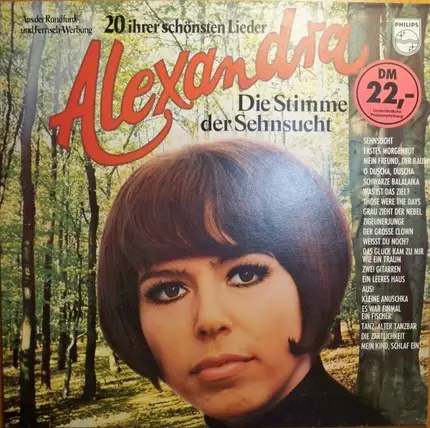 Aus der Rundfunk-
und Fernseh-Werbung
20 ihrer schönsten Lieder
PHILIPS
Alexandra
DM
22,-
Unverbindliche
Preisempfehlung
Die Stimme
der Sehnsucht
SEHNSUCHT
ERSTES MORGENROT
MEIN FREUND, DER BAUM
O DUSCHA, DUSCHA
SCHWARZE BALALAIKA
WAS IST DAS ZIEL?
THOSE WERE THE DAYS
GRAU ZIEHT DER NEBEL
ZIGEUNERJUNGE
DER GROSSE CLOWN
WEISST DU NOCH?
DAS GLÜCK KAM ZU MIR
WIE EIN TRAUM
ZWEI GITARREN
EIN LEERES HAUS
AUS!
KLEINE ANUSCHKA
ES WAR EINMAL
EIN FISCHER
TANZ, ALTER TANZBÄR
DIE ZÄRTLICHKEIT
MEIN KIND, SCHLAF EIN